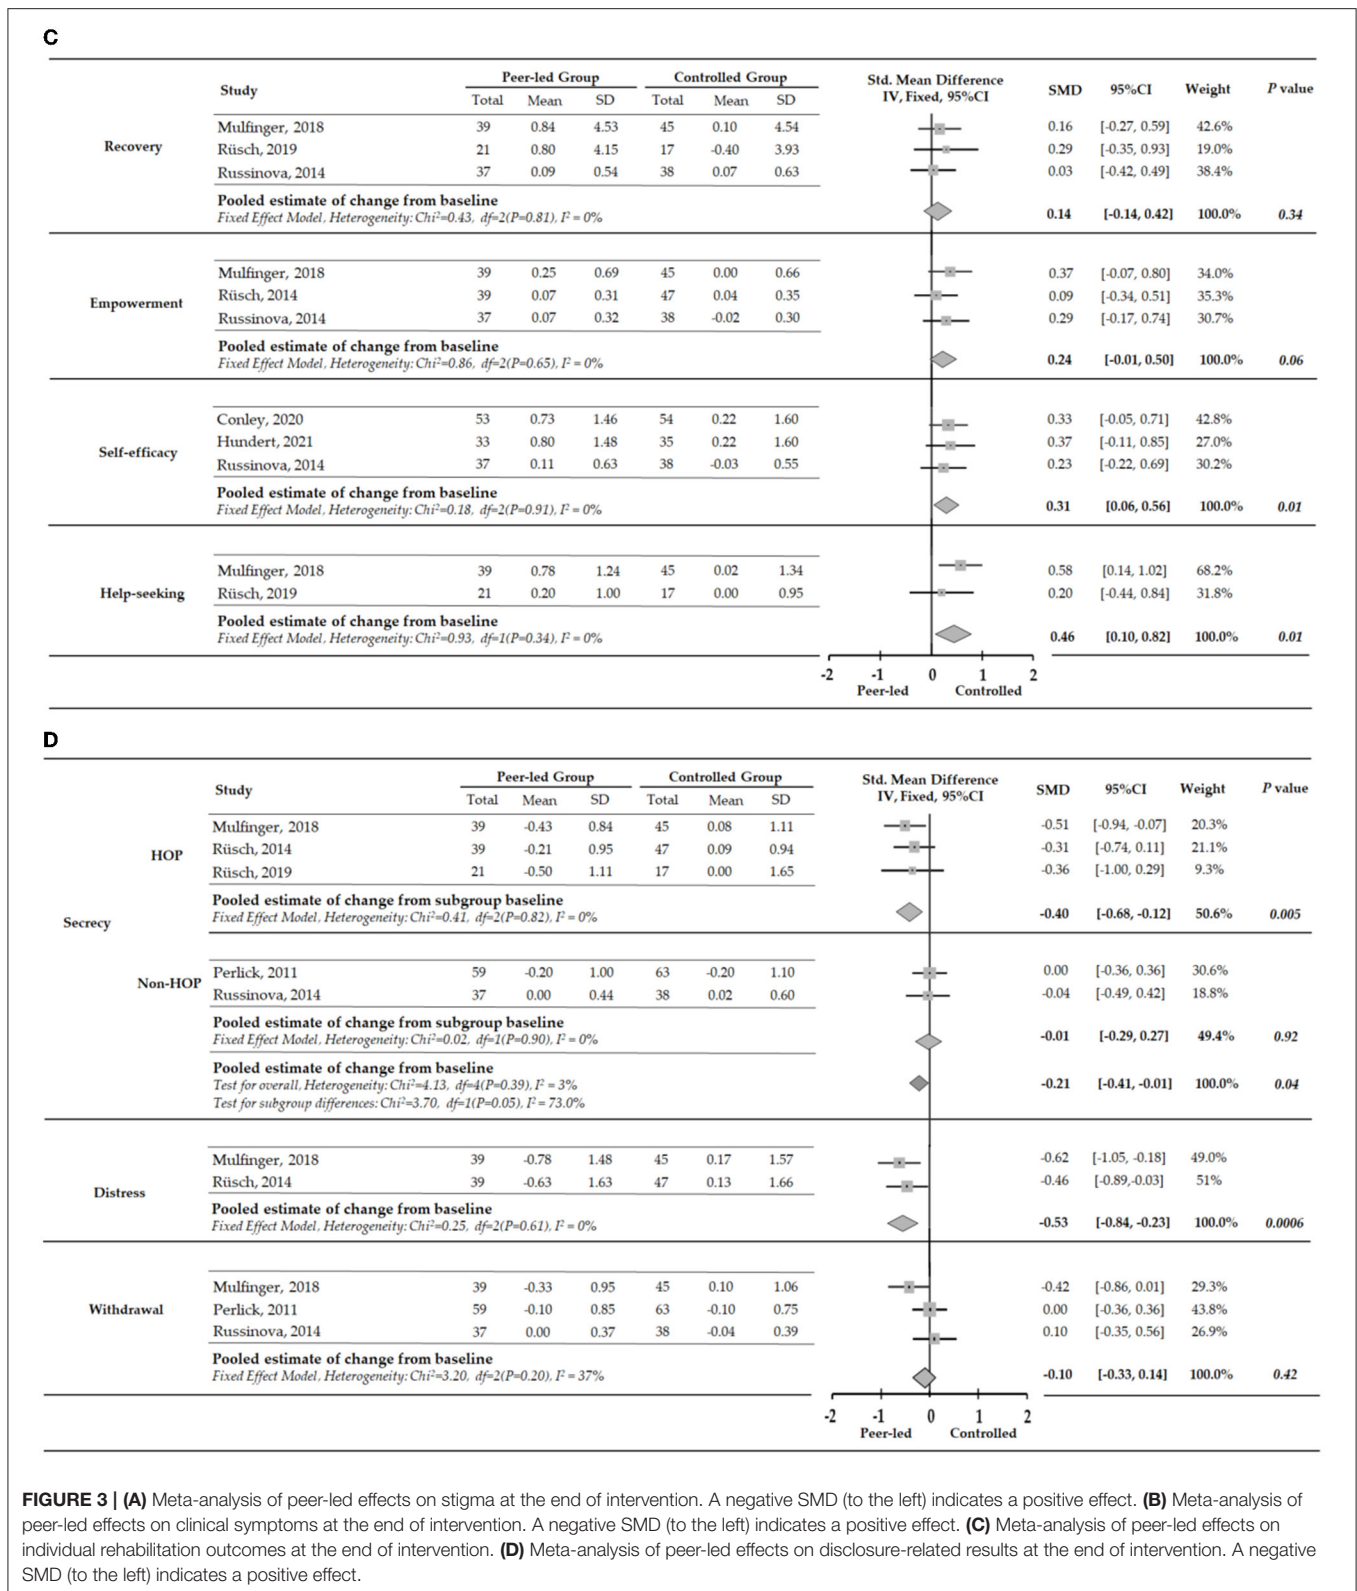 C
Study Peer-led Group Controlled Group Std. Mean Difference IV, Fixed, 95%CI SMD 95%CI Weight P value
Total Mean SD Total Mean SD
Recovery
Mulfinger, 2018 39 0.84 4.53 45 0.10 4.54 0.16 [-0.27, 0.59] 42.6%
Rüsch, 2019 21 0.80 4.15 17 -0.40 3.93 0.29 [-0.35, 0.93] 19.0%
Russinova, 2014 37 0.09 0.54 38 0.07 0.63 0.03 [-0.42, 0.49] 38.4%
Pooled estimate of change from baseline
Fixed Effect Model, Heterogeneity: Chi²=0.43, df=2(P=0.81), I² = 0% 0.14 [-0.14, 0.42] 100.0% 0.34
Empowerment
Mulfinger, 2018 39 0.25 0.69 45 0.00 0.66 0.37 [-0.07, 0.80] 34.0%
Rüsch, 2014 39 0.07 0.31 47 0.04 0.35 0.09 [-0.34, 0.51] 35.3%
Russinova, 2014 37 0.07 0.32 38 -0.02 0.30 0.29 [-0.17, 0.74] 30.7%
Pooled estimate of change from baseline
Fixed Effect Model, Heterogeneity: Chi²=0.86, df=2(P=0.65), I² = 0% 0.24 [-0.01, 0.50] 100.0% 0.06
Self-efficacy
Conley, 2020 53 0.73 1.46 54 0.22 1.60 0.33 [-0.05, 0.71] 42.8%
Hundert, 2021 33 0.80 1.48 35 0.22 1.60 0.37 [-0.11, 0.85] 27.0%
Russinova, 2014 37 0.11 0.63 38 -0.03 0.55 0.23 [-0.22, 0.69] 30.2%
Pooled estimate of change from baseline
Fixed Effect Model, Heterogeneity: Chi²=0.18, df=2(P=0.91), I² = 0% 0.31 [0.06, 0.56] 100.0% 0.01
Help-seeking
Mulfinger, 2018 39 0.78 1.24 45 0.02 1.34 0.58 [0.14, 1.02] 68.2%
Rüsch, 2019 21 0.20 1.00 17 0.00 0.95 0.20 [-0.44, 0.84] 31.8%
Pooled estimate of change from baseline
Fixed Effect Model, Heterogeneity: Chi²=0.93, df=1(P=0.34), I² = 0% 0.46 [0.10, 0.82] 100.0% 0.01
-2 -1 0 1 2
Peer-led Controlled
D
Study Peer-led Group Controlled Group Std. Mean Difference IV, Fixed, 95%CI SMD 95%CI Weight P value
Total Mean SD Total Mean SD
Secrecy
HOP
Mulfinger, 2018 39 -0.43 0.84 45 0.08 1.11 -0.51 [-0.94, -0.07] 20.3%
Rüsch, 2014 39 -0.21 0.95 47 0.09 0.94 -0.31 [-0.74, 0.11] 21.1%
Rüsch, 2019 21 -0.50 1.11 17 0.00 1.65 -0.36 [-1.00, 0.29] 9.3%
Pooled estimate of change from subgroup baseline
Fixed Effect Model, Heterogeneity: Chi²=0.41, df=2(P=0.82), I² = 0% -0.40 [-0.68, -0.12] 50.6% 0.005
Non-HOP
Perlick, 2011 59 -0.20 1.00 63 -0.20 1.10 0.00 [-0.36, 0.36] 30.6%
Russinova, 2014 37 0.00 0.44 38 0.02 0.60 -0.04 [-0.49, 0.42] 18.8%
Pooled estimate of change from subgroup baseline
Fixed Effect Model, Heterogeneity: Chi²=0.02, df=1(P=0.90), I² = 0% -0.01 [-0.29, 0.27] 49.4% 0.92
Pooled estimate of change from baseline
Test for overall, Heterogeneity: Chi²=4.13, df=4(P=0.39), I² = 3% -0.21 [-0.41, -0.01] 100.0% 0.04
Test for subgroup differences: Chi²=3.70, df=1(P=0.05), I² = 73.0%
Distress
Mulfinger, 2018 39 -0.78 1.48 45 0.17 1.57 -0.62 [-1.05, -0.18] 49.0%
Rüsch, 2014 39 -0.63 1.63 47 0.13 1.66 -0.46 [-0.89,-0.03] 51%
Pooled estimate of change from baseline
Fixed Effect Model, Heterogeneity: Chi²=0.25, df=2(P=0.61), I² = 0% -0.53 [-0.84, -0.23] 100.0% 0.0006
Withdrawal
Mulfinger, 2018 39 -0.33 0.95 45 0.10 1.06 -0.42 [-0.86, 0.01] 29.3%
Perlick, 2011 59 -0.10 0.85 63 -0.10 0.75 0.00 [-0.36, 0.36] 43.8%
Russinova, 2014 37 0.00 0.37 38 -0.04 0.39 0.10 [-0.35, 0.56] 26.9%
Pooled estimate of change from baseline
Fixed Effect Model, Heterogeneity: Chi²=3.20, df=2(P=0.20), I² = 37% -0.10 [-0.33, 0.14] 100.0% 0.42
-2 -1 0 1 2
Peer-led Controlled
FIGURE 3 | (A) Meta-analysis of peer-led effects on stigma at the end of intervention. A negative SMD (to the left) indicates a positive effect. (B) Meta-analysis of
peer-led effects on clinical symptoms at the end of intervention. A negative SMD (to the left) indicates a positive effect. (C) Meta-analysis of peer-led effects on
individual rehabilitation outcomes at the end of intervention. (D) Meta-analysis of peer-led effects on disclosure-related results at the end of intervention. A negative
SMD (to the left) indicates a positive effect.